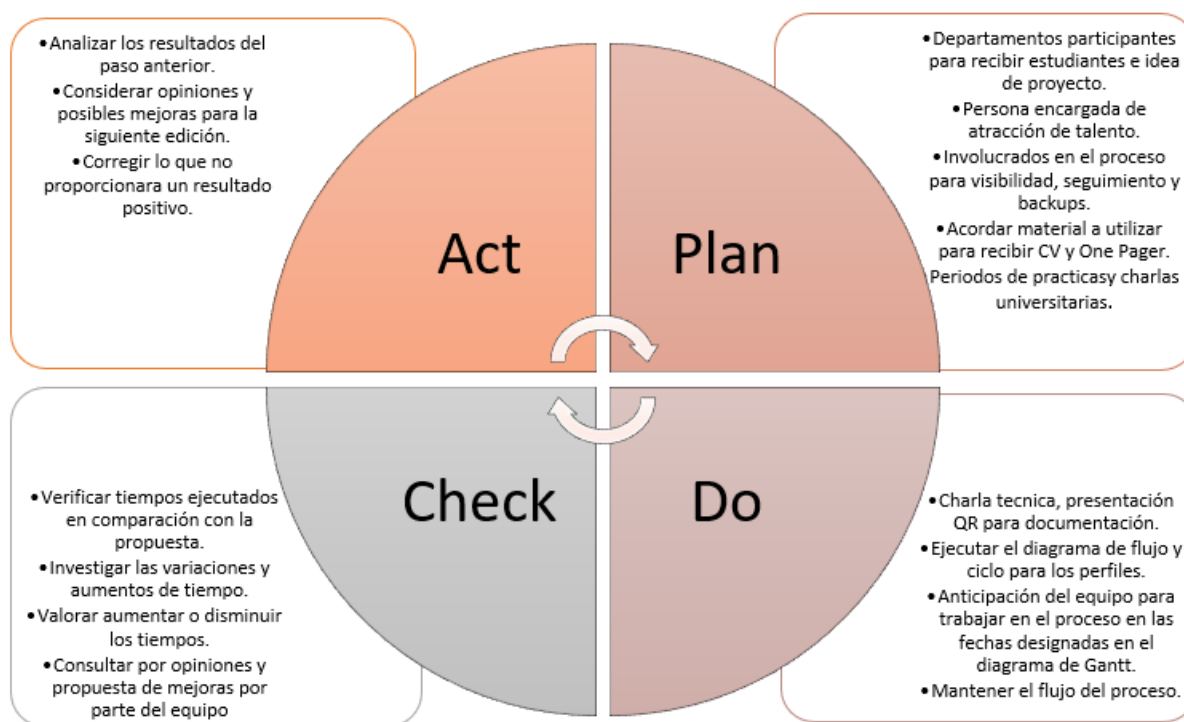 •Analizar los resultados del
paso anterior.
•Considerar opiniones y
posibles mejoras para la
siguiente edición.
•Corregir lo que no
proporcionara un resultado
positivo.
Act
Plan
•Departamentos participantes
para recibir estudiantes e idea
de proyecto.
•Persona encargada de
atracción de talento.
•Involucrados en el proceso
para visibilidad, seguimiento y
backups.
•Acordar material a utilizar
para recibir CV y One Pager.
Periodos de practicasy charlas
universitarias.
•Verificar tiempos ejecutados
en comparación con la
propuesta.
•Investigar las variaciones y
aumentos de tiempo.
•Valorar aumentar o disminuir
los tiempos.
•Consultar por opiniones y
propuesta de mejoras por
parte del equipo
Check
Do
•Charla tecnica, presentación
QR para documentación.
•Ejecutar el diagrama de flujo y
ciclo para los perfiles.
•Anticipación del equipo para
trabajar en el proceso en las
fechas designadas en el
diagrama de Gantt.
•Mantener el flujo del proceso.